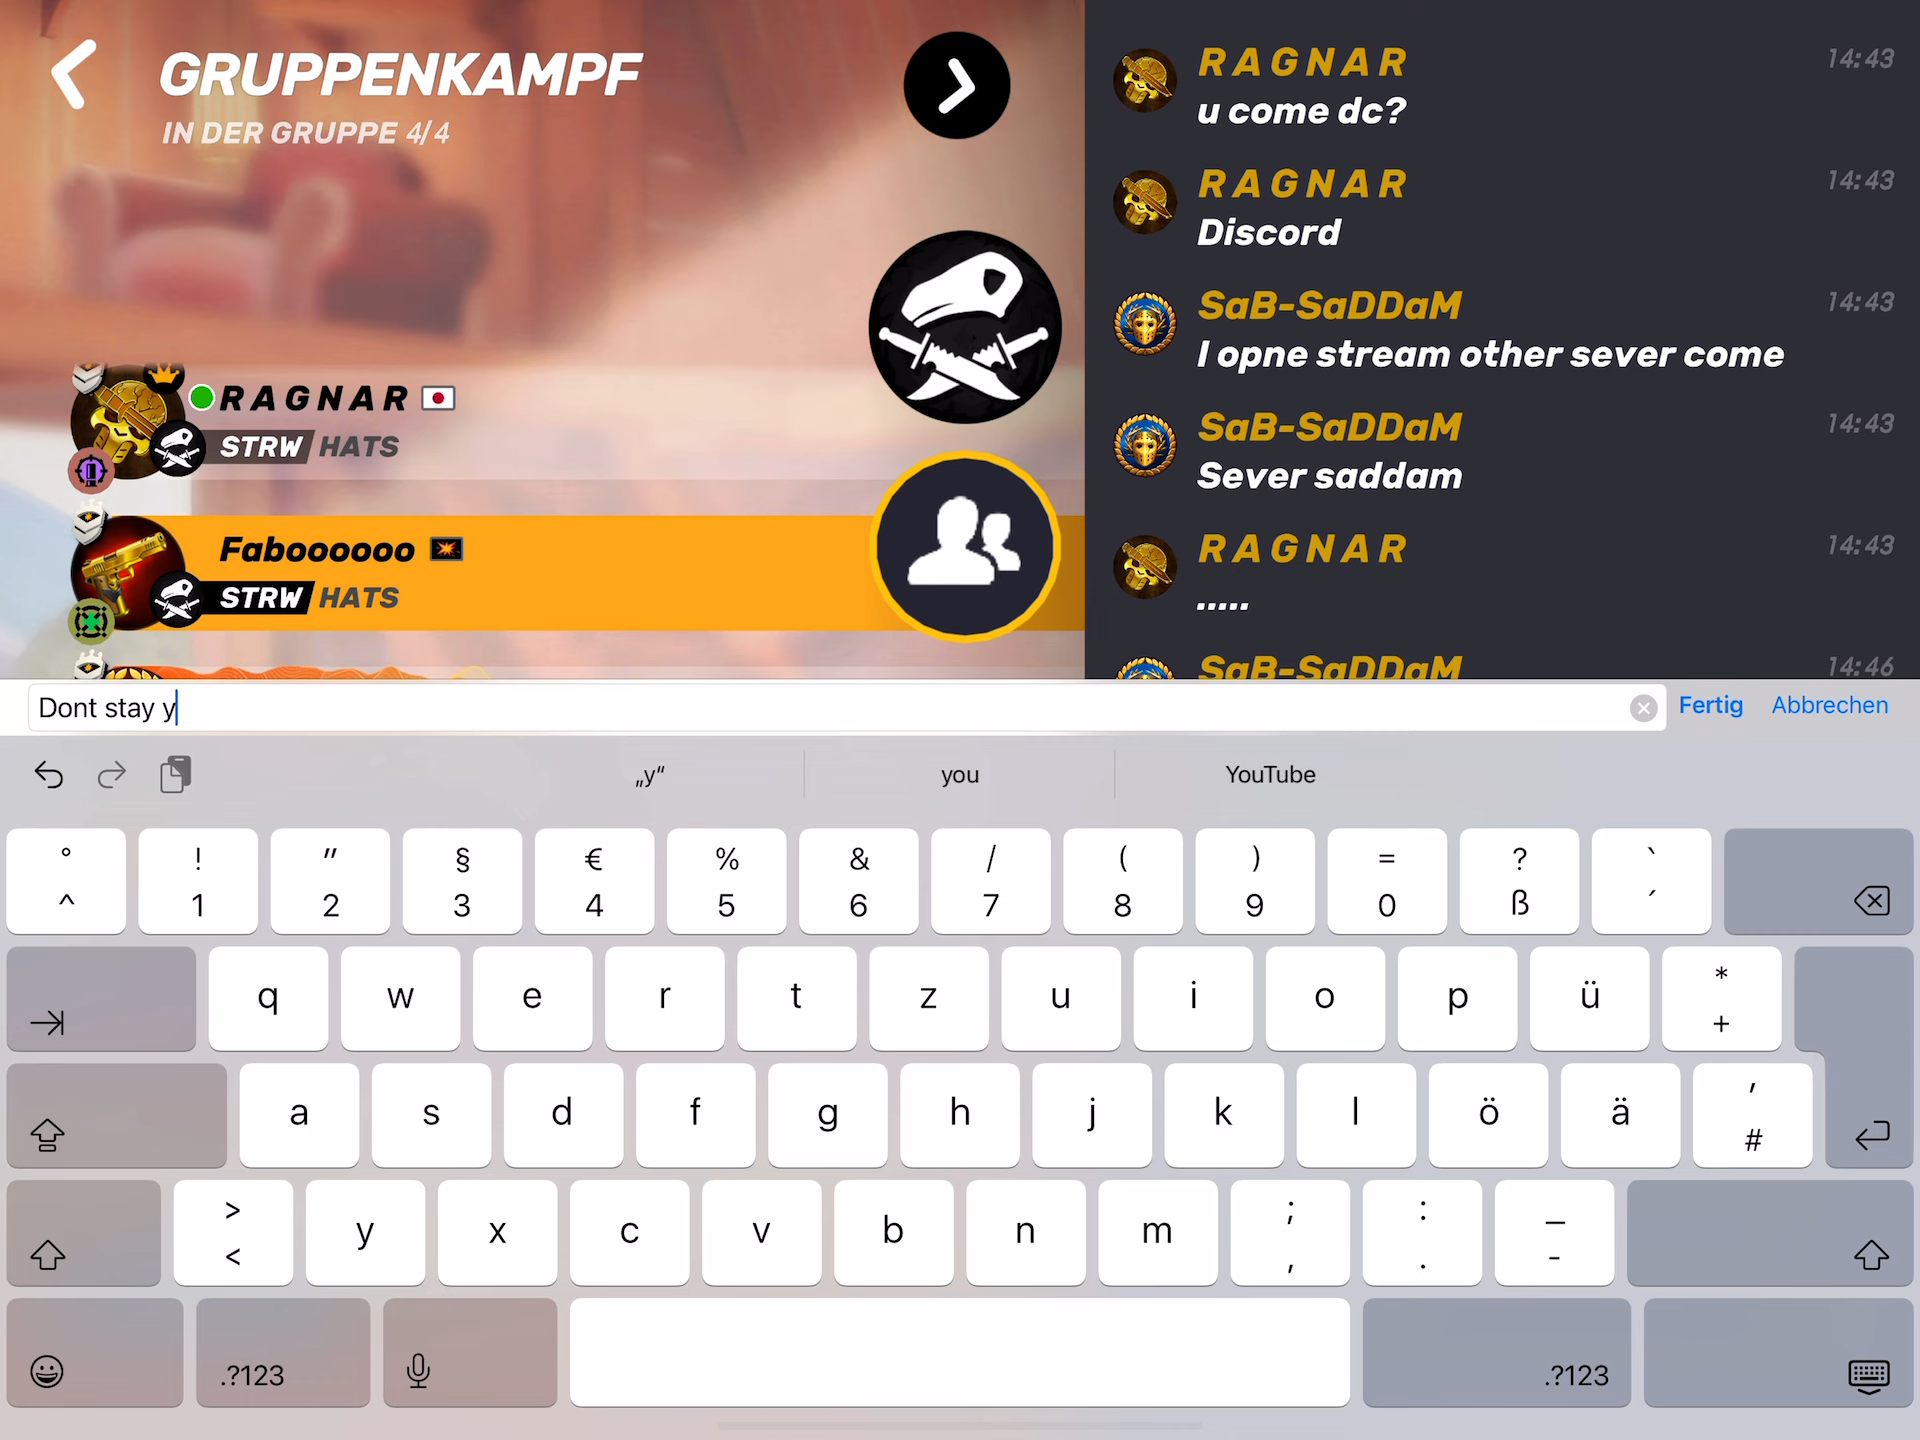 GRUPPENKAMPF
IN DER GRUPPE 4/4
RAGNAR
STRW HATS
Faboooooo
STRW HATS
RAGNAR 14:43
u come dc?
RAGNAR 14:43
Discord
SaB-SaDDaM 14:43
I opne stream other sever come
SaB-SaDDaM 14:43
Sever saddam
RAGNAR 14:43
.....
SaB-SaDDaM 14:46
Dont stay y
Fertig Abbrechen
„y“ you YouTube
° ! " § € % & / ( ) = ? `
^ 1 2 3 4 5 6 7 8 9 0 ß ´
q w e r t z u i o p ü * +
a s d f g h j k l ö ä ' #
> < y x c v b n m ; , : . _ -
.?123 .?123